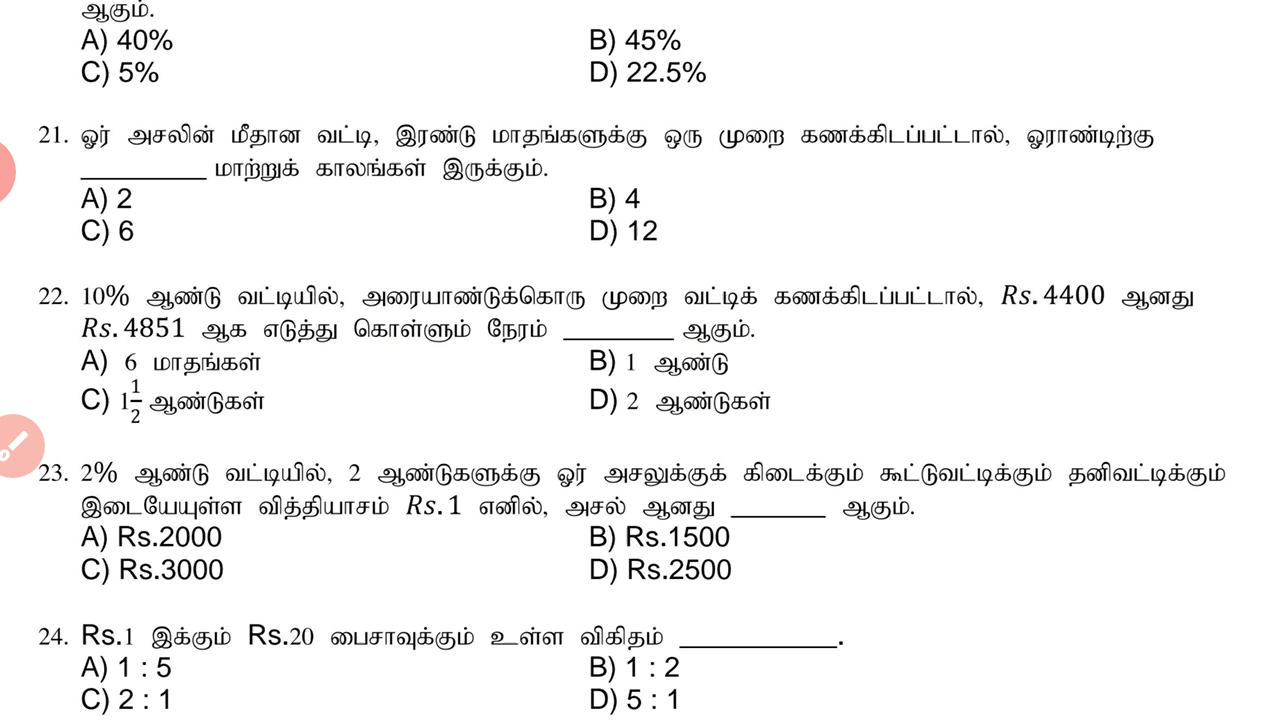 ஆகும்.
A) 40% B) 45%
C) 5% D) 22.5%
21. ஓர் அசலின் மீதான வட்டி, இரண்டு மாதங்களுக்கு ஒரு முறை கணக்கிடப்பட்டால், ஓராண்டிற்கு
__________ மாற்றுக் காலங்கள் இருக்கும்.
A) 2 B) 4
C) 6 D) 12
22. 10% ஆண்டு வட்டியில், அரையாண்டுக்கொரு முறை வட்டிக் கணக்கிடப்பட்டால், Rs. 4400 ஆனது
Rs. 4851 ஆக எடுத்து கொள்ளும் நேரம் _________ ஆகும்.
A) 6 மாதங்கள் B) 1 ஆண்டு
C) 1 1/2 ஆண்டுகள் D) 2 ஆண்டுகள்
23. 2% ஆண்டு வட்டியில், 2 ஆண்டுகளுக்கு ஓர் அசலுக்குக் கிடைக்கும் கூட்டுவட்டிக்கும் தனிவட்டிக்கும்
இடையேயுள்ள வித்தியாசம் Rs. 1 எனில், அசல் ஆனது ________ ஆகும்.
A) Rs.2000 B) Rs.1500
C) Rs.3000 D) Rs.2500
24. Rs.1 இக்கும் Rs.20 பைசாவுக்கும் உள்ள விகிதம் _____________.
A) 1 : 5 B) 1 : 2
C) 2 : 1 D) 5 : 1